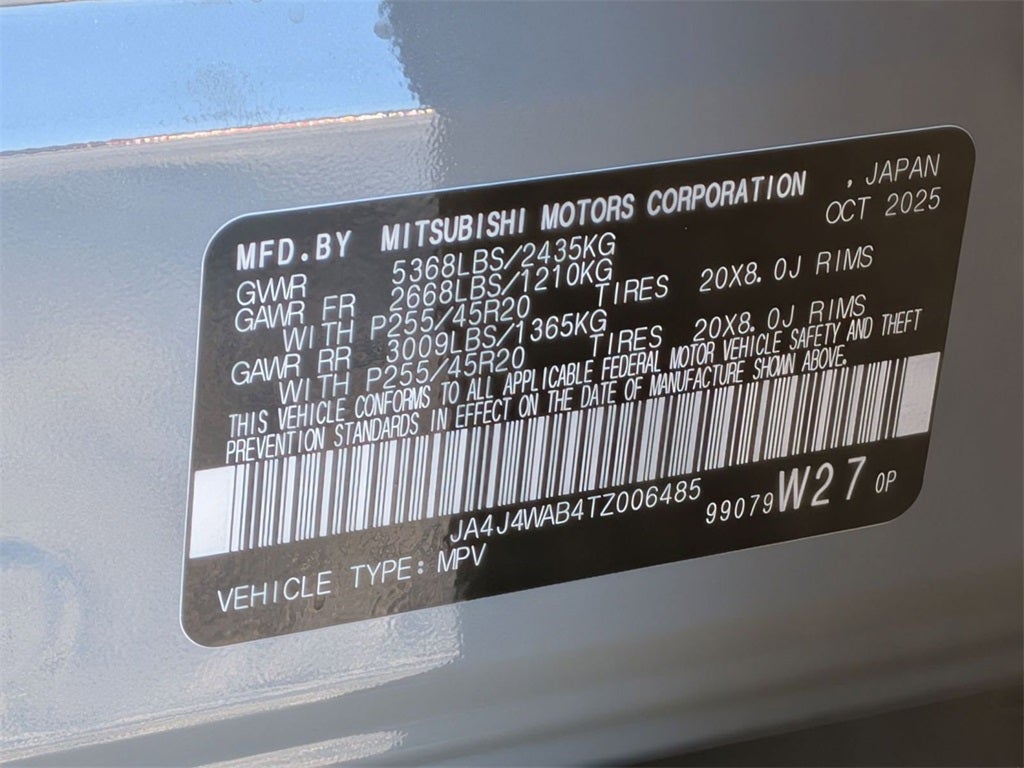 MFD.BY MITSUBISHI MOTORS CORPORATION , JAPAN
OCT 2025
GWWR 5368LBS/2435KG
GAWR FR 2668LBS/1210KG
WITH P255/45R20 TIRES 20X8.0J RIMS
GAWR RR 3009LBS/1365KG
WITH P255/45R20 TIRES 20X8.0J RIMS
THIS VEHICLE CONFORMS TO ALL APPLICABLE FEDERAL MOTOR VEHICLE SAFETY AND THEFT
PREVENTION STANDARDS IN EFFECT ON THE DATE OF MANUFACTURE SHOWN ABOVE.
JA4J4WAB4TZ006485 99079 W27 0P
VEHICLE TYPE: MPV